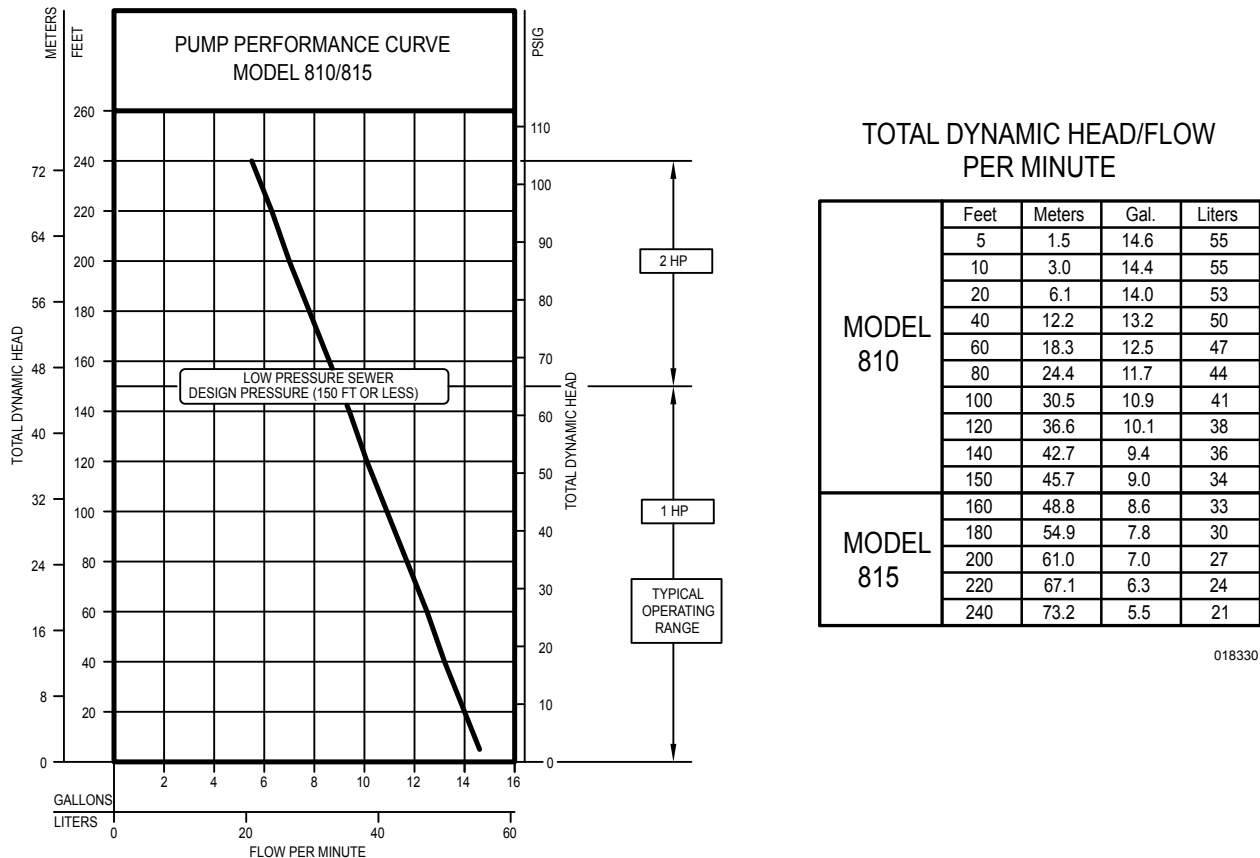 PUMP PERFORMANCE CURVE
MODEL 810/815
METERS
FEET
PSIG
260
240
220
200
180
160
140
120
100
80
60
40
20
72
64
56
48
40
32
24
16
8
0
TOTAL DYNAMIC HEAD
110
100
90
80
70
60
50
40
30
20
10
0
TOTAL DYNAMIC HEAD
LOW PRESSURE SEWER
DESIGN PRESSURE (150 FT OR LESS)
2 HP
1 HP
TYPICAL
OPERATING
RANGE
2 4 6 8 10 12 14 16
GALLONS
LITERS
0 20 40 60
FLOW PER MINUTE
TOTAL DYNAMIC HEAD/FLOW
PER MINUTE
Feet Meters Gal. Liters
MODEL
810
5 1.5 14.6 55
10 3.0 14.4 55
20 6.1 14.0 53
40 12.2 13.2 50
60 18.3 12.5 47
80 24.4 11.7 44
100 30.5 10.9 41
120 36.6 10.1 38
140 42.7 9.4 36
150 45.7 9.0 34
MODEL
815
160 48.8 8.6 33
180 54.9 7.8 30
200 61.0 7.0 27
220 67.1 6.3 24
240 73.2 5.5 21
018330